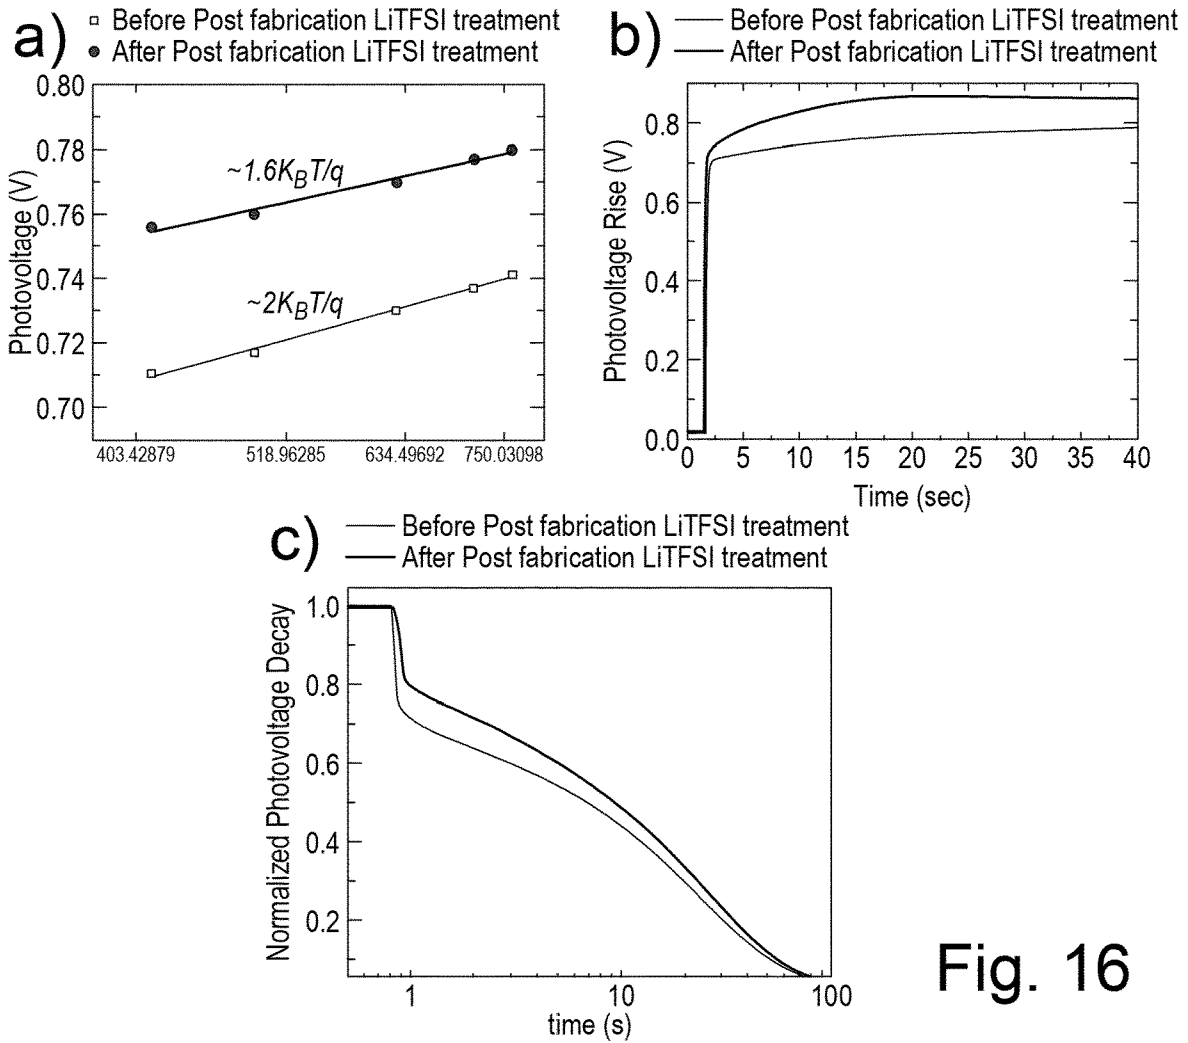 a)
Before Post fabrication LiTFSI treatment
After Post fabrication LiTFSI treatment
Photovoltage (V)
0.80
0.78
0.76
0.74
0.72
0.70
~1.6K_BT/q
~2K_BT/q
403.42879 518.96285 634.49692 750.03098
b)
Before Post fabrication LiTFSI treatment
After Post fabrication LiTFSI treatment
Photovoltage Rise (V)
0.8
0.6
0.4
0.2
0.0
0 5 10 15 20 25 30 35 40
Time (sec)
c)
Before Post fabrication LiTFSI treatment
After Post fabrication LiTFSI treatment
Normalized Photovoltage Decay
1.0
0.8
0.6
0.4
0.2
1 10 100
time (s)
Fig. 16